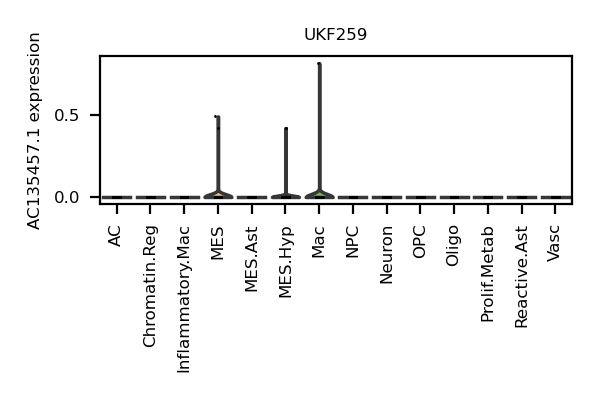 UKF259
AC135457.1 expression
0.5
0.0
AC
Chromatin.Reg
Inflammatory.Mac
MES
MES.Ast
MES.Hyp
Mac
NPC
Neuron
OPC
Oligo
Prolif.Metab
Reactive.Ast
Vasc